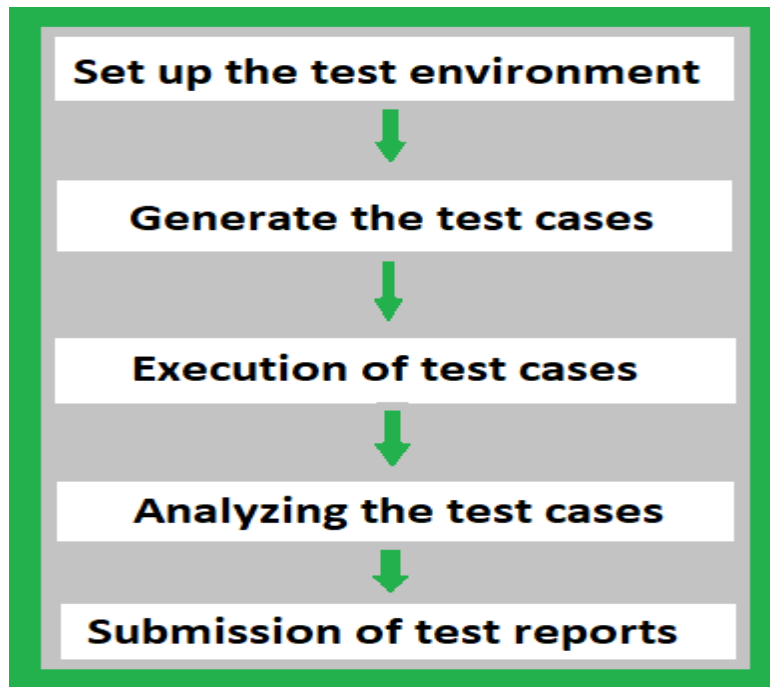 Set up the test environment
Generate the test cases
Execution of test cases
Analyzing the test cases
Submission of test reports